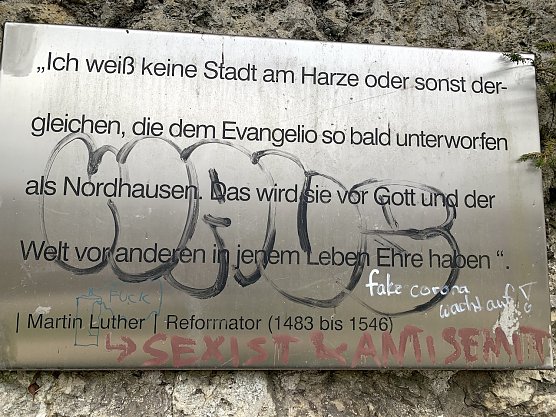 „Ich weiß keine Stadt am Harze oder sonst der-
gleichen, die dem Evangelio so bald unterworfen
als Nordhausen. Das wird sie vor Gott und der
Welt vor anderen in jenem Leben Ehre haben “.
fake corona
wacht auf!
FUCK
| Martin Luther | Reformator (1483 bis 1546)
→ SEXIST & ANTISEMIT